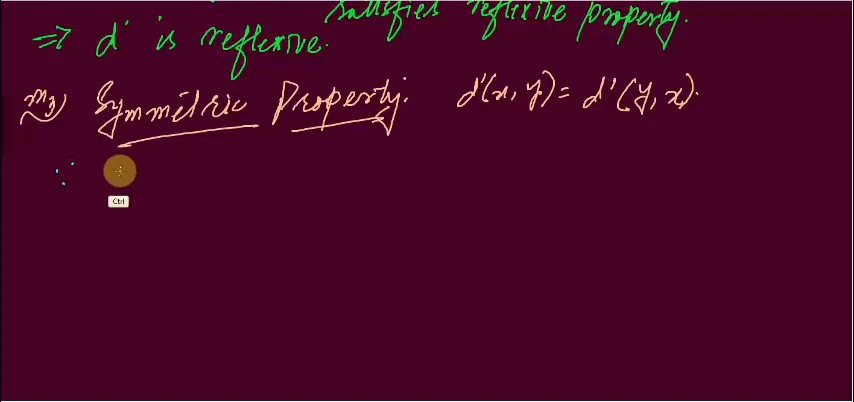 satisfies reflexive property.
⇒ d' is reflexive.
m3) Symmetric Property. d'(x, y) = d'(y, x).
∵
Ctrl